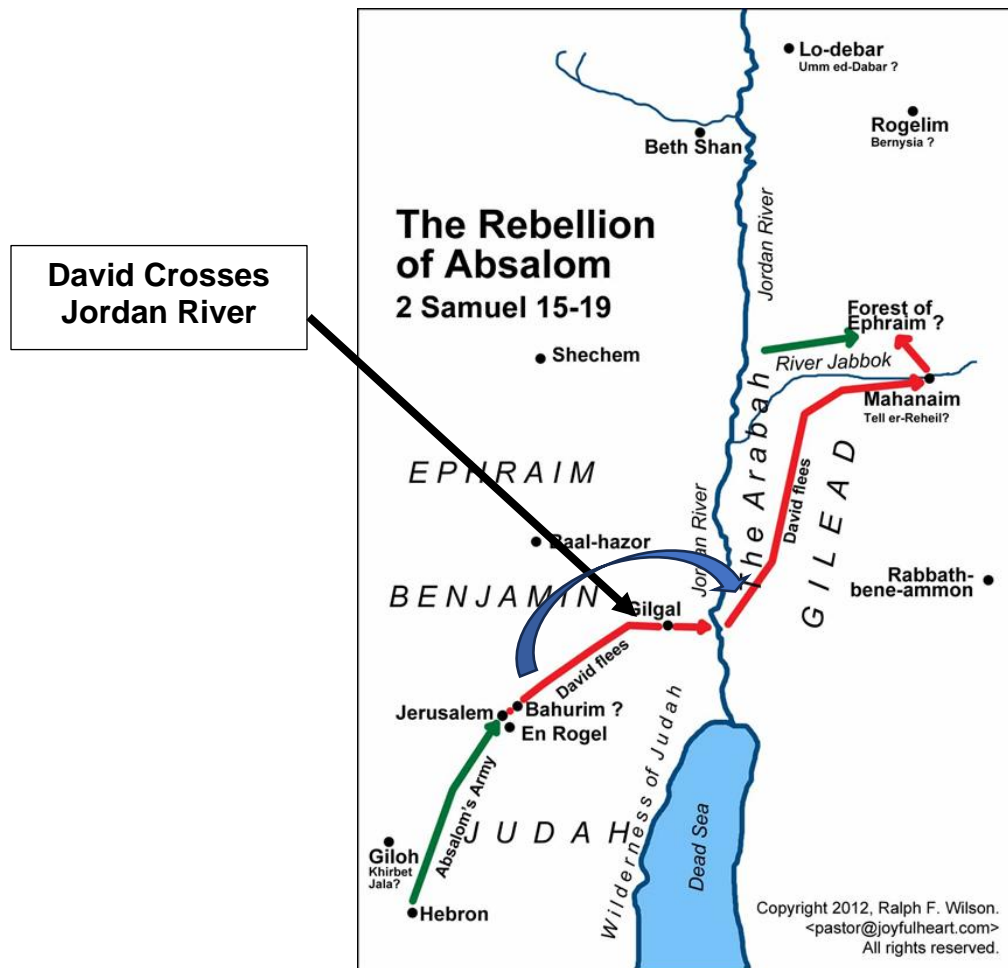 Lo-debar
Umm ed-Dabar ?
Rogelim
Bernysia ?
Beth Shan
The Rebellion
of Absalom
2 Samuel 15-19
Jordan River
David Crosses
Jordan River
Forest of
Ephraim ?
Shechem
River Jabbok
Mahanaim
Tell er-Reheil?
The Arabah
EPHRAIM
David flees
GILEAD
Jordan River
Baal-hazor
Rabbath-
bene-ammon
BENJAMIN
Gilgal
David flees
Jerusalem
Bahurim ?
En Rogel
Wilderness of Judah
Absalom's Army
JUDAH
Dead Sea
Giloh
Khirbet
Jala?
Hebron
Copyright 2012, Ralph F. Wilson.
<pastor@joyfulheart.com>
All rights reserved.